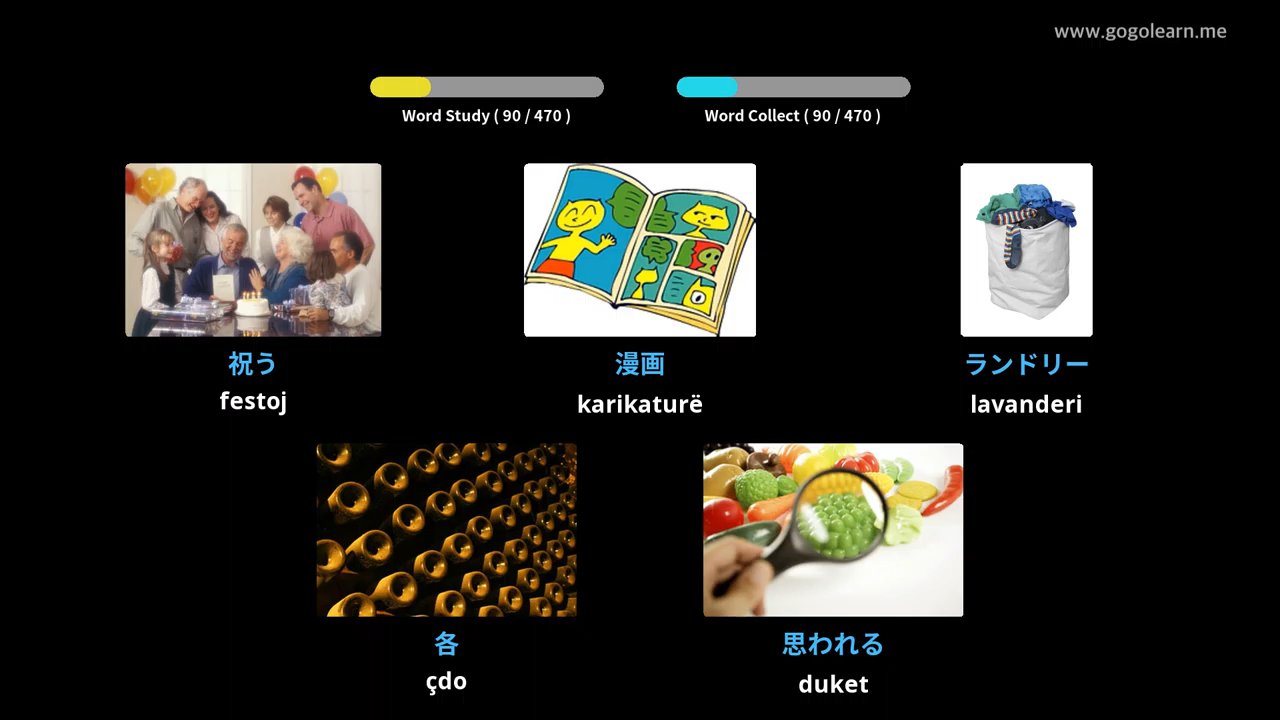 www.gogolearn.me
Word Study ( 90 / 470 )
Word Collect ( 90 / 470 )
祝う
festoj
漫画
karikaturë
ランドリー
lavanderi
各
çdo
思われる
duket